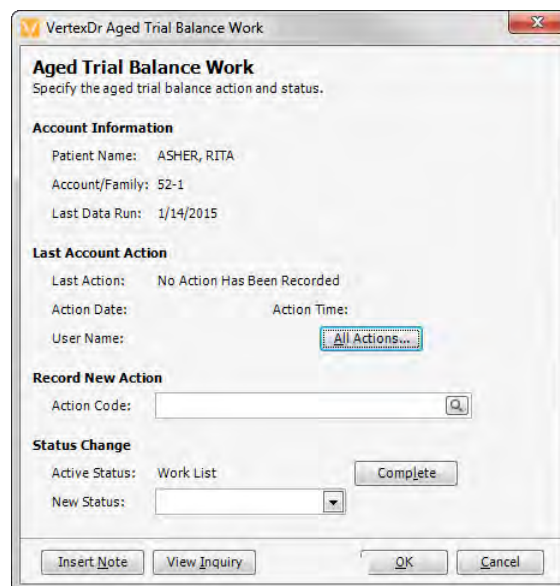 VertexDr Aged Trial Balance Work
Aged Trial Balance Work
Specify the aged trial balance action and status.
Account Information
Patient Name: ASHER, RITA
Account/Family: 52-1
Last Data Run: 1/14/2015
Last Account Action
Last Action: No Action Has Been Recorded
Action Date: Action Time:
User Name: All Actions...
Record New Action
Action Code:
Status Change
Active Status: Work List Complete
New Status:
Insert Note View Inquiry OK Cancel